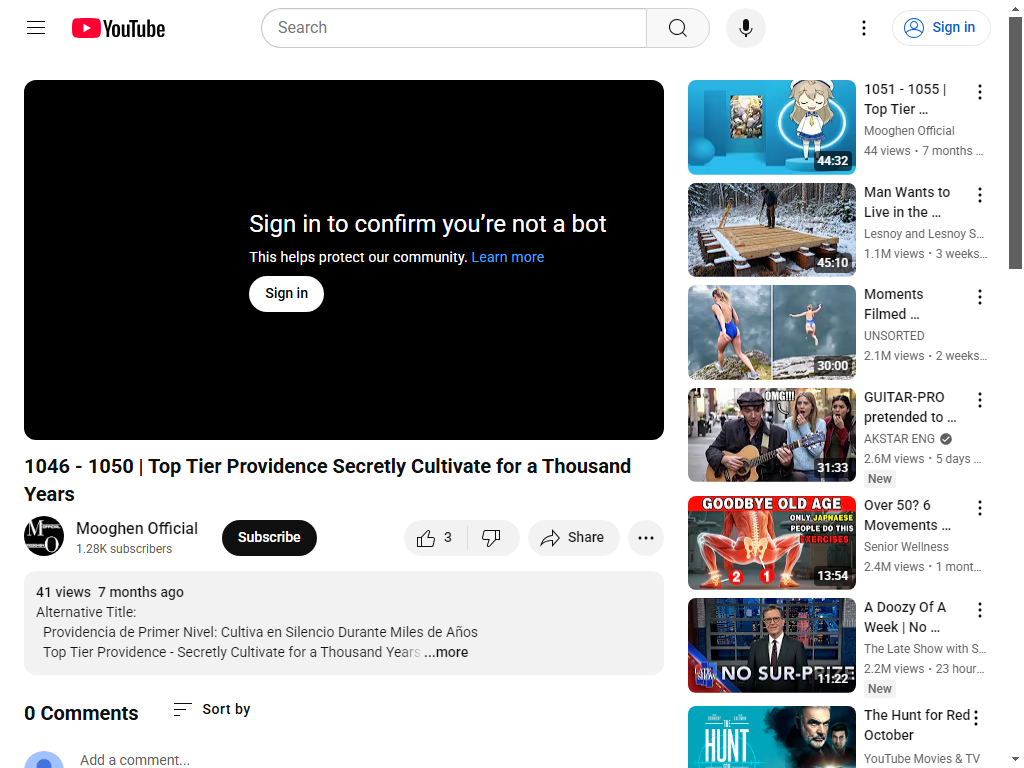 YouTube
Search
Sign in
Sign in to confirm you’re not a bot
This helps protect our community. Learn more
Sign in
1046 - 1050 | Top Tier Providence Secretly Cultivate for a Thousand
Years
Mooghen Official
1.28K subscribers
Subscribe
3
Share
41 views 7 months ago
Alternative Title:
Providencia de Primer Nivel: Cultiva en Silencio Durante Miles de Años
Top Tier Providence - Secretly Cultivate for a Thousand Years ...more
0 Comments
Sort by
Add a comment...
44:32
1051 - 1055 |
Top Tier ...
Mooghen Official
44 views • 7 months ...
45:10
Man Wants to
Live in the ...
Lesnoy and Lesnoy S...
1.1M views • 3 weeks...
30:00
Moments
Filmed ...
UNSORTED
2.1M views • 2 weeks...
OMG!!!
31:33
GUITAR-PRO
pretended to ...
AKSTAR ENG
2.6M views • 5 days ...
New
GOODBYE OLD AGE
ONLY JAPNAESE
PEOPLE DO THIS
EXERCISES
2 1
13:54
Over 50? 6
Movements ...
Senior Wellness
2.4M views • 1 mont...
LATE SHOW
NO SUR-PRIZE
11:22
A Doozy Of A
Week | No ...
The Late Show with S...
2.2M views • 23 hour...
New
THE
HUNT
The Hunt for Red
October
YouTube Movies & TV